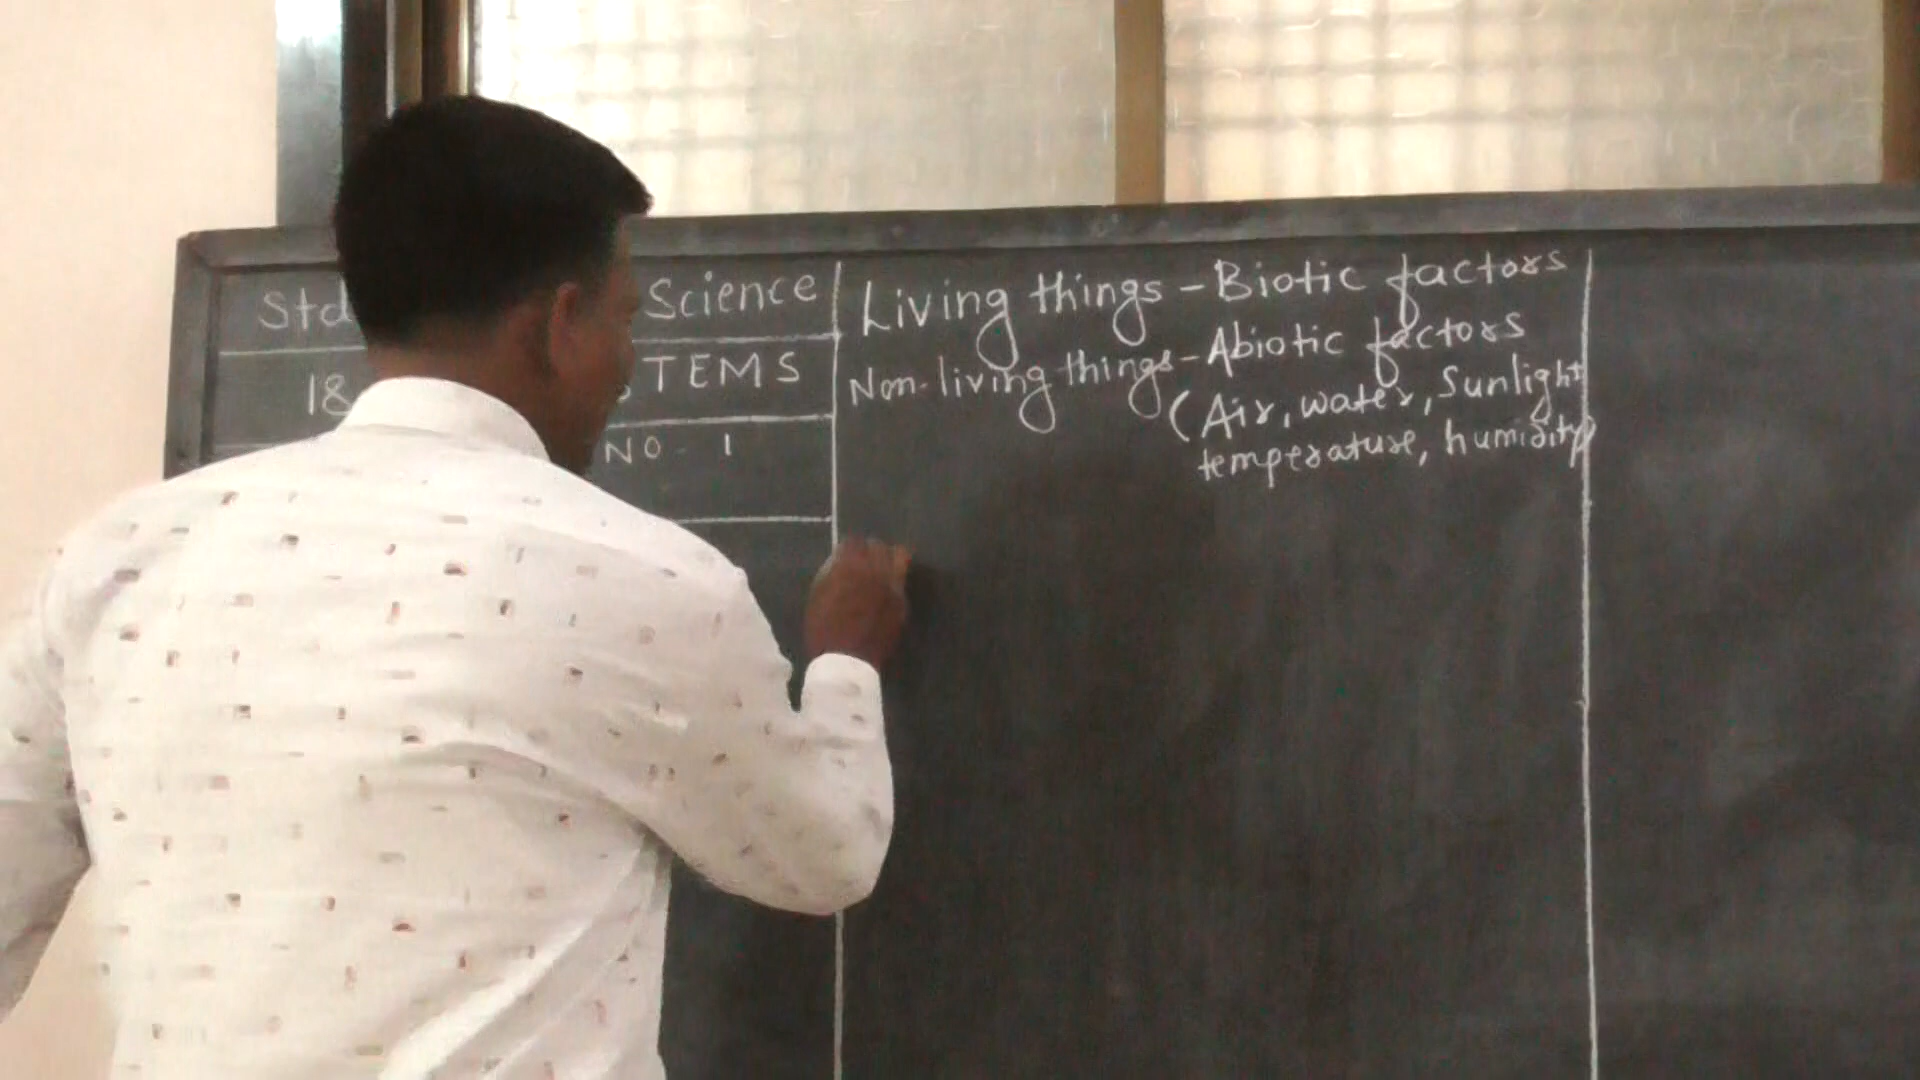 Std Science
18 TEMS
NO. 1
Living things - Biotic factors
Non-living things - Abiotic factors
(Air, water, Sunlight
temperature, humidity)